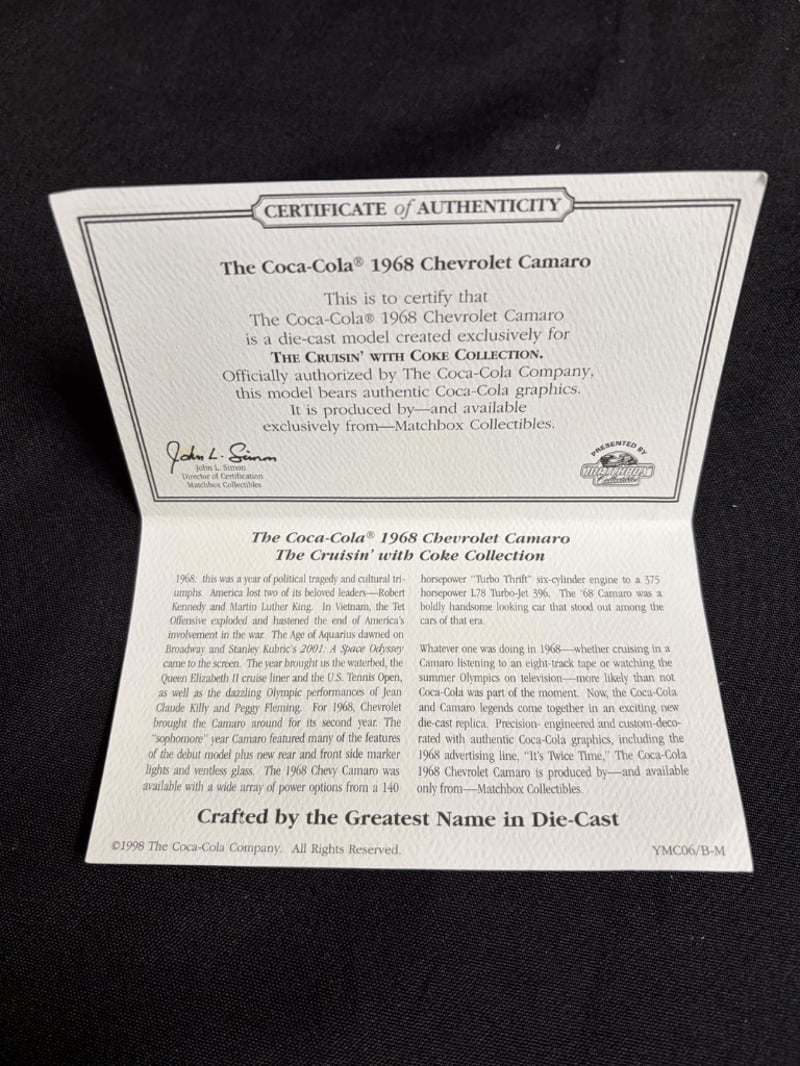 CERTIFICATE of AUTHENTICITY
The Coca-Cola® 1968 Chevrolet Camaro
This is to certify that
The Coca-Cola® 1968 Chevrolet Camaro
is a die-cast model created exclusively for
THE CRUISIN' WITH COKE COLLECTION.
Officially authorized by The Coca-Cola Company,
this model bears authentic Coca-Cola graphics.
It is produced by—and available
exclusively from—Matchbox Collectibles.
John L. Simon
John L. Simon
Director of Certification
Matchbox Collectibles
PRESENTED BY
MATCHBOX
Collectibles
The Coca-Cola® 1968 Chevrolet Camaro
The Cruisin' with Coke Collection
1968: this was a year of political tragedy and cultural tri-
umphs. America lost two of its beloved leaders—Robert
Kennedy and Martin Luther King. In Vietnam, the Tet
Offensive exploded and hastened the end of America's
involvement in the war. The Age of Aquarius dawned on
Broadway and Stanley Kubric's 2001: A Space Odyssey
came to the screen. The year brought us the waterbed, the
Queen Elizabeth II cruise liner and the U.S. Tennis Open,
as well as the dazzling Olympic performances of Jean
Claude Killy and Peggy Fleming. For 1968, Chevrolet
brought the Camaro around for its second year. The
"sophomore" year Camaro featured many of the features
of the debut model plus new rear and front side marker
lights and ventless glass. The 1968 Chevy Camaro was
available with a wide array of power options from a 140
horsepower "Turbo Thrift" six-cylinder engine to a 375
horsepower L78 Turbo-Jet 396. The '68 Camaro was a
boldly handsome looking car that stood out among the
cars of that era.
Whatever one was doing in 1968—whether cruising in a
Camaro listening to an eight-track tape or watching the
summer Olympics on television—more likely than not
Coca-Cola was part of the moment. Now, the Coca-Cola
and Camaro legends come together in an exciting new
die-cast replica. Precision- engineered and custom-deco-
rated with authentic Coca-Cola graphics, including the
1968 advertising line, "It's Twice Time," The Coca-Cola
1968 Chevrolet Camaro is produced by—and available
only from—Matchbox Collectibles.
Crafted by the Greatest Name in Die-Cast
©1998 The Coca-Cola Company. All Rights Reserved.
YMC06/B-M